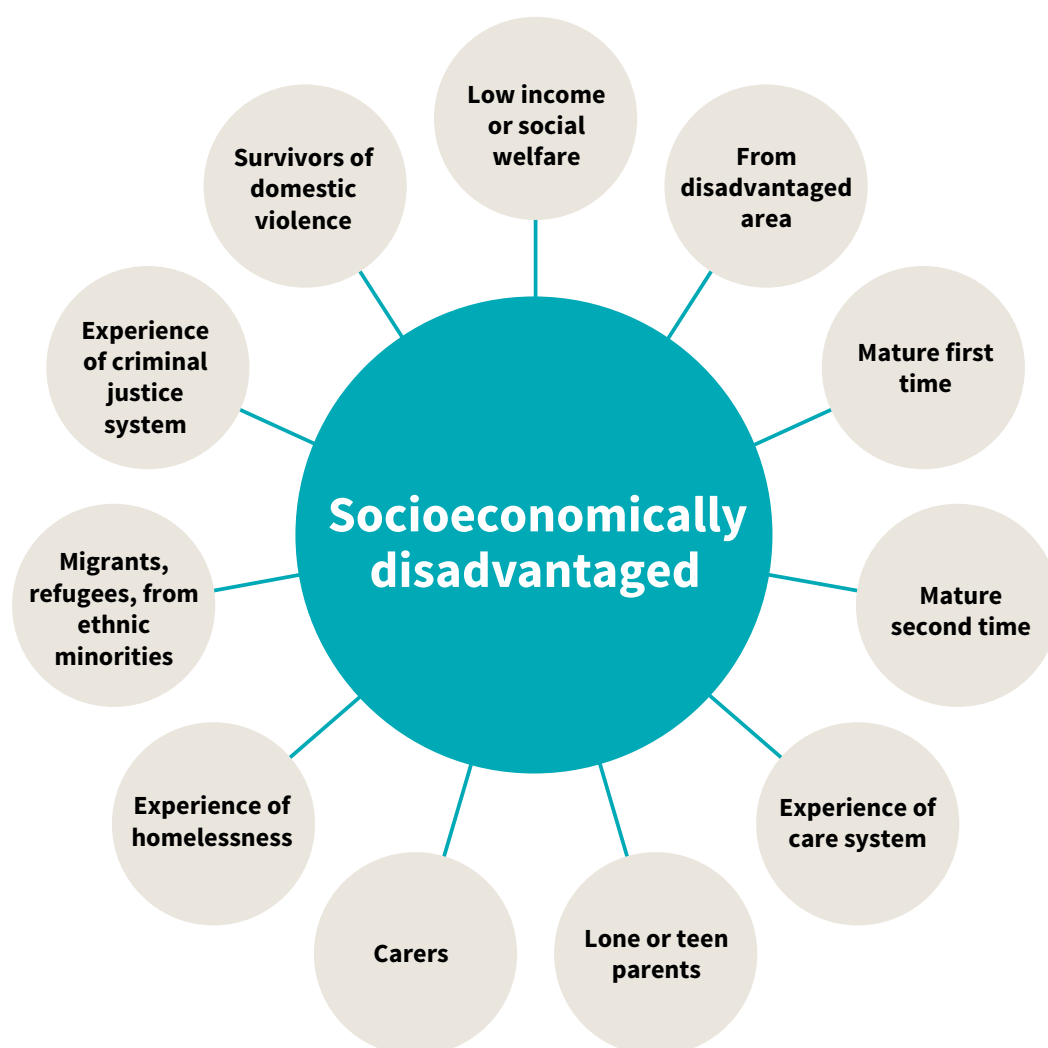 Low income
or social
welfare
From
disadvantaged
area
Mature first
time
Mature
second time
Experience of
care system
Lone or teen
parents
Carers
Experience of
homelessness
Migrants,
refugees, from
ethnic
minorities
Experience
of criminal
justice
system
Survivors of
domestic
violence
Socioeconomically
disadvantaged